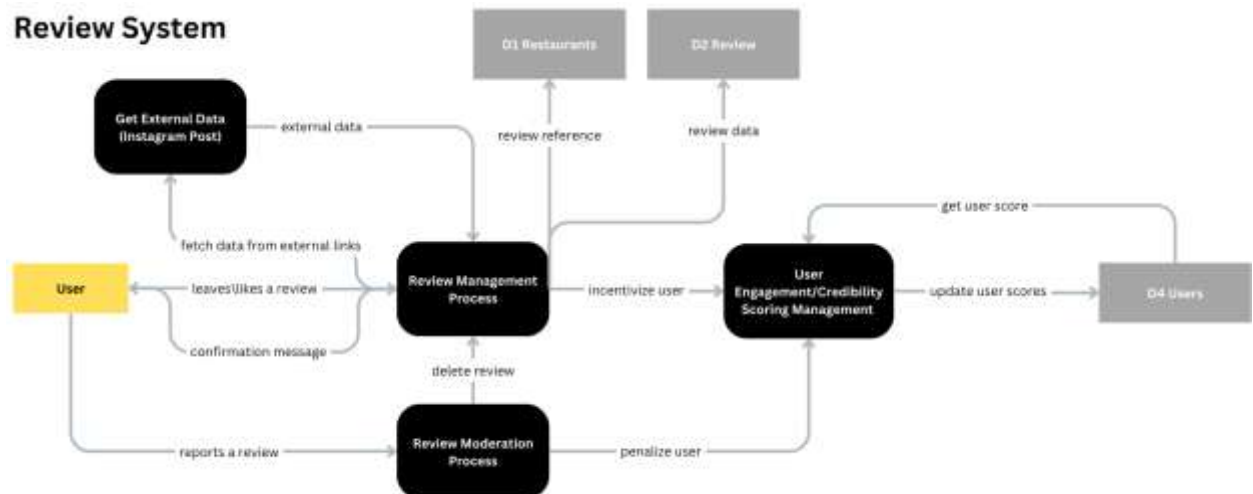 Review System
D1 Restaurants
D2 Review
Get External Data
(Instagram Post)
external data
review reference
review data
get user score
fetch data from external links
User
leaves\likes a review
Review Management
Process
incentivize user
User
Engagement/Credibility
Scoring Management
update user scores
D4 Users
confirmation message
delete review
reports a review
Review Moderation
Process
penalize user